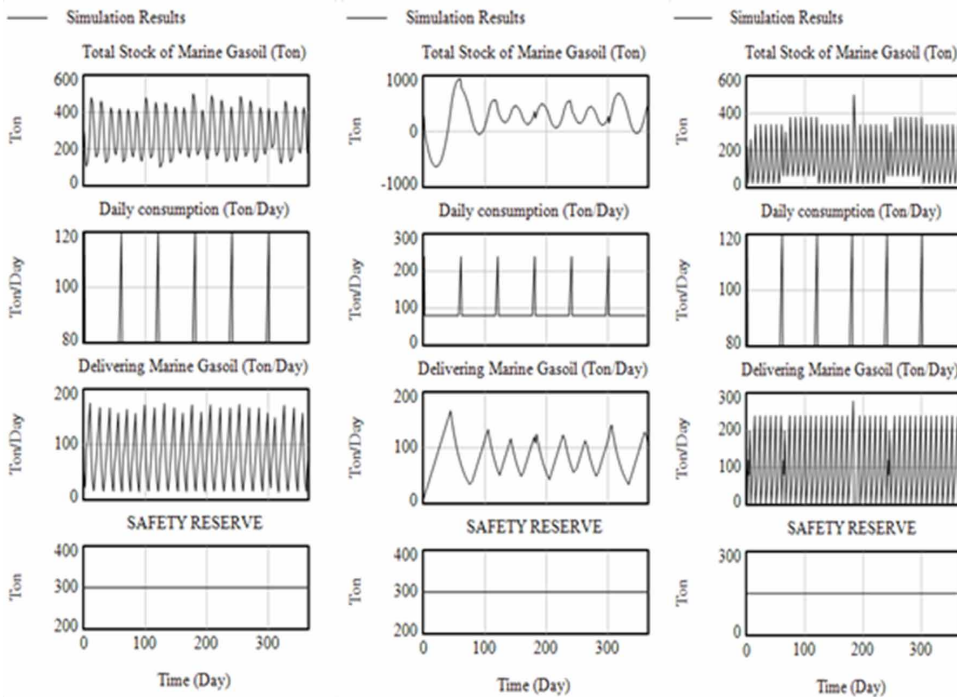 Simulation Results
Total Stock of Marine Gasoil (Ton)
600
400
200
0
Ton
Daily consumption (Ton/Day)
120
100
80
Ton/Day
Delivering Marine Gasoil (Ton/Day)
200
100
0
Ton/Day
SAFETY RESERVE
400
300
200
Ton
0 100 200 300
Time (Day)
Simulation Results
Total Stock of Marine Gasoil (Ton)
1000
0
-1000
Ton
Daily consumption (Ton/Day)
300
200
100
0
Ton/Day
Delivering Marine Gasoil (Ton/Day)
200
100
0
Ton/Day
SAFETY RESERVE
400
300
200
Ton
0 100 200 300
Time (Day)
Simulation Results
Total Stock of Marine Gasoil (Ton)
600
400
200
0
Ton
Daily consumption (Ton/Day)
120
100
80
Ton/Day
Delivering Marine Gasoil (Ton/Day)
300
200
100
0
Ton/Day
SAFETY RESERVE
300
0
Ton
0 100 200 300
Time (Day)